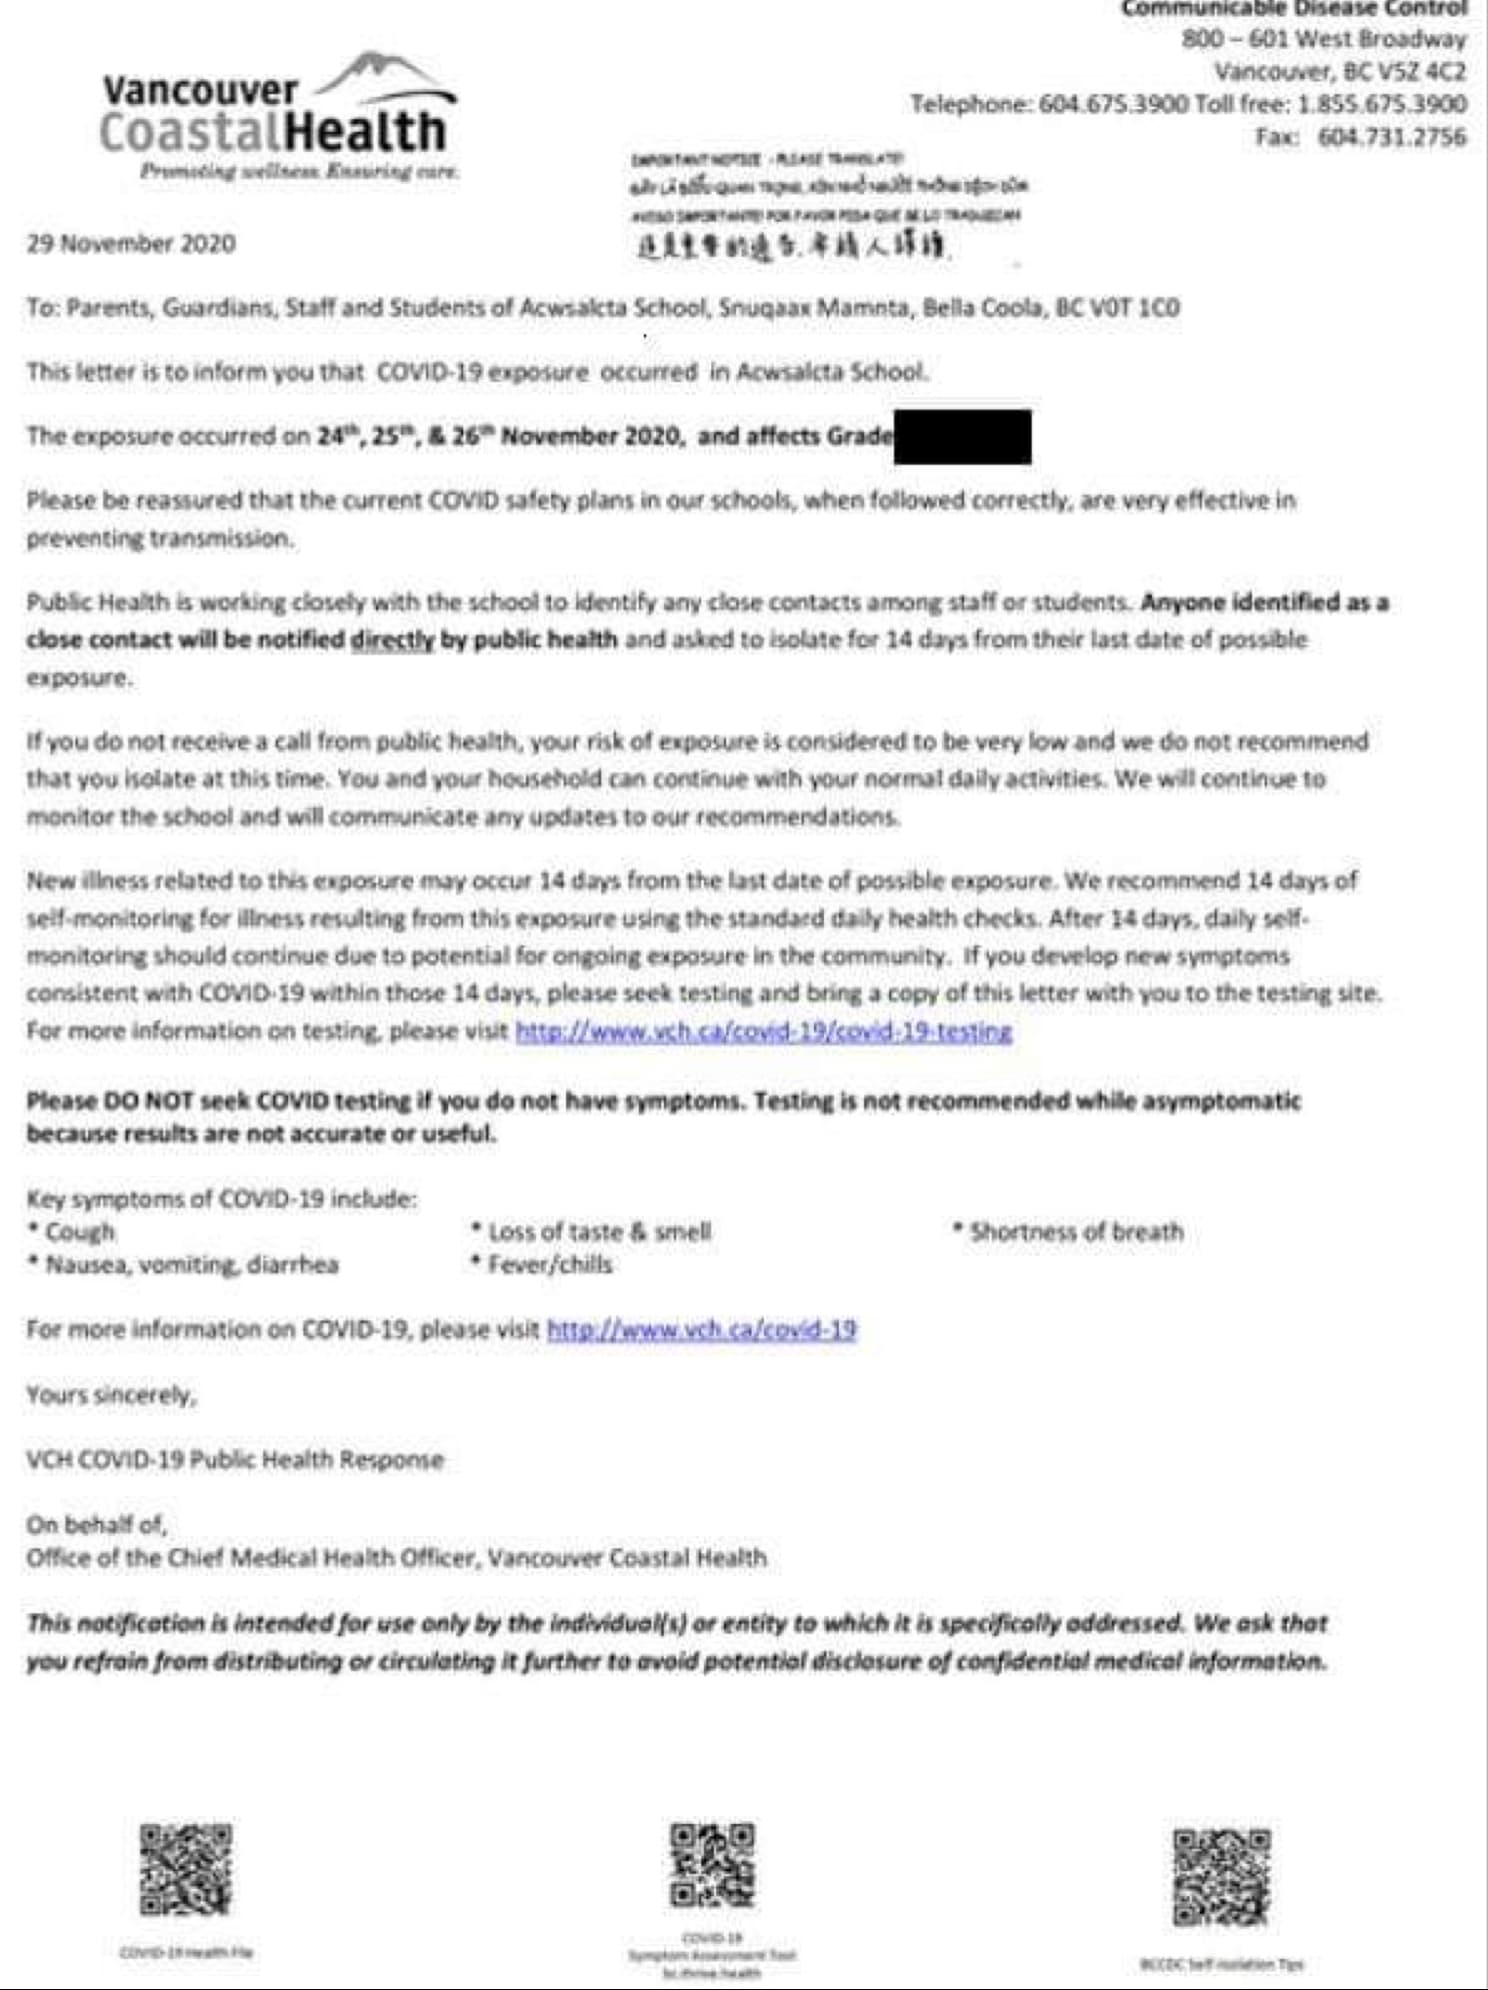 Communicable Disease Control
800 – 601 West Broadway
Vancouver, BC V5Z 4C2
Telephone: 604.675.3900 Toll free: 1.855.675.3900
Fax: 604.731.2756
Vancouver
CoastalHealth
Promoting wellness. Ensuring care.
IMPORTANT NOTICE - PLEASE TRANSLATE!
QUAN TRỌNG
AVISO IMPORTANTE! POR FAVOR PIDA QUE SE LO TRADUZCAN
29 November 2020
To: Parents, Guardians, Staff and Students of Acwsalcta School, Snuqaax Mamnta, Bella Coola, BC V0T 1C0
This letter is to inform you that COVID-19 exposure occurred in Acwsalcta School.
The exposure occurred on 24th, 25th, & 26th November 2020, and affects Grade
Please be reassured that the current COVID safety plans in our schools, when followed correctly, are very effective in
preventing transmission.
Public Health is working closely with the school to identify any close contacts among staff or students. Anyone identified as a
close contact will be notified directly by public health and asked to isolate for 14 days from their last date of possible
exposure.
If you do not receive a call from public health, your risk of exposure is considered to be very low and we do not recommend
that you isolate at this time. You and your household can continue with your normal daily activities. We will continue to
monitor the school and will communicate any updates to our recommendations.
New illness related to this exposure may occur 14 days from the last date of possible exposure. We recommend 14 days of
self-monitoring for illness resulting from this exposure using the standard daily health checks. After 14 days, daily self-
monitoring should continue due to potential for ongoing exposure in the community. If you develop new symptoms
consistent with COVID-19 within those 14 days, please seek testing and bring a copy of this letter with you to the testing site.
For more information on testing, please visit http://www.vch.ca/covid-19/covid-19-testing
Please DO NOT seek COVID testing if you do not have symptoms. Testing is not recommended while asymptomatic
because results are not accurate or useful.
Key symptoms of COVID-19 include:
* Cough * Loss of taste & smell * Shortness of breath
* Nausea, vomiting, diarrhea * Fever/chills
For more information on COVID-19, please visit http://www.vch.ca/covid-19
Yours sincerely,
VCH COVID-19 Public Health Response
On behalf of,
Office of the Chief Medical Health Officer, Vancouver Coastal Health
This notification is intended for use only by the individual(s) or entity to which it is specifically addressed. We ask that
you refrain from distributing or circulating it further to avoid potential disclosure of confidential medical information.
COVID-19 Health File
COVID-19
Symptom Assessment Tool
bc.thrive.health
BCCDC Self-Isolation Tips